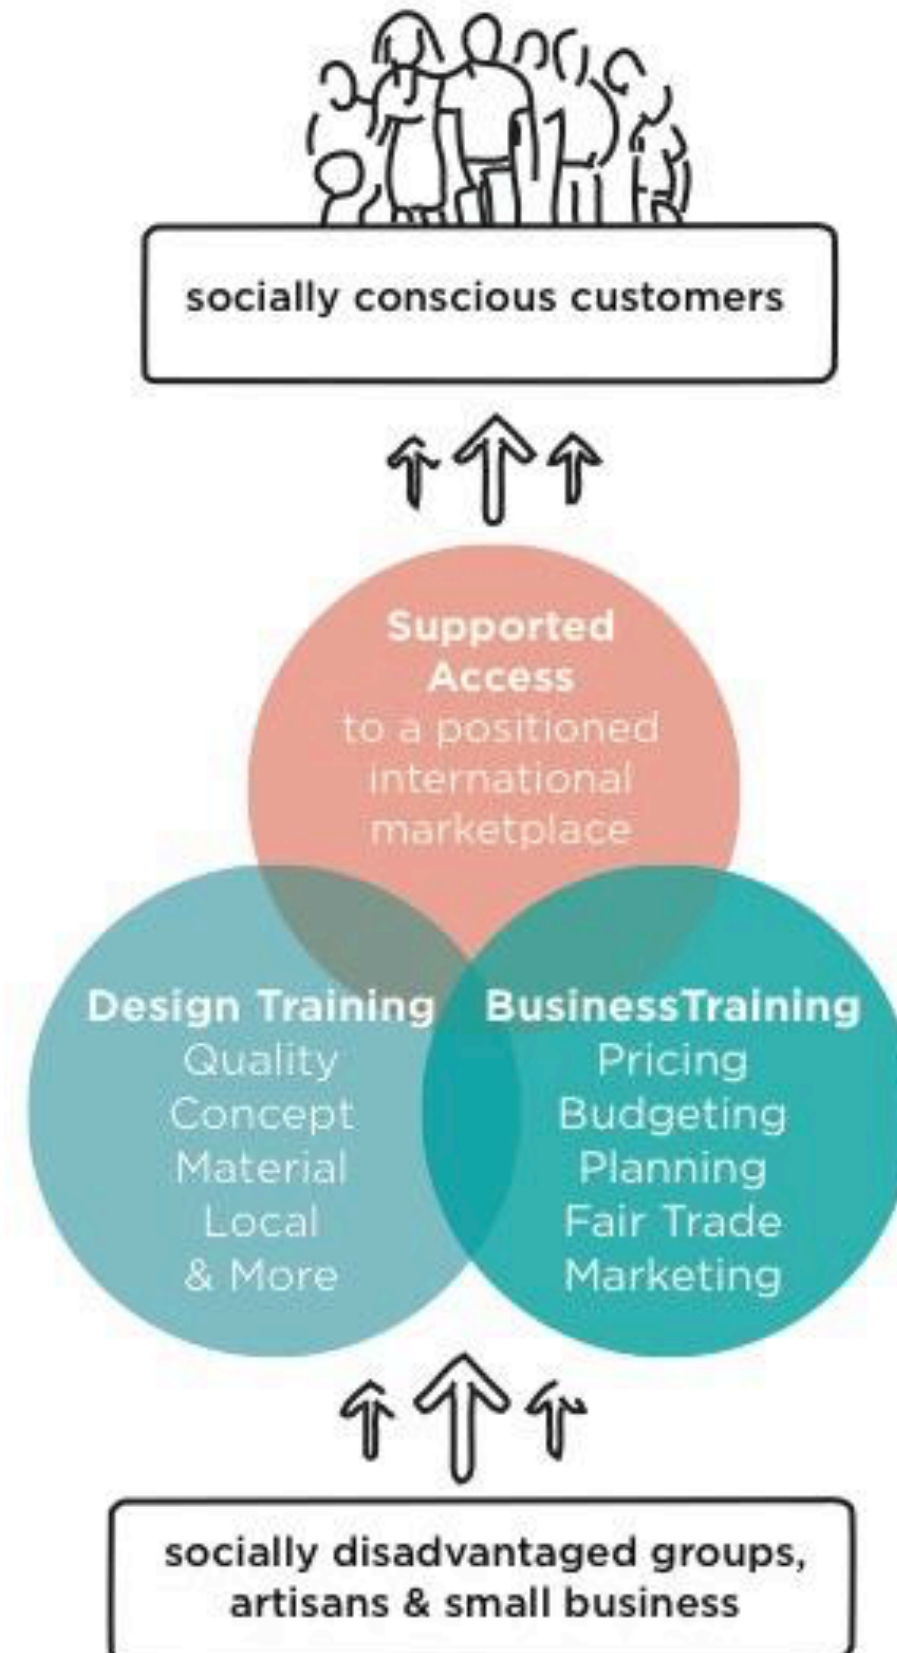 socially conscious customers
Supported
Access
to a positioned
international
marketplace
Design Training
Quality
Concept
Material
Local
& More
BusinessTraining
Pricing
Budgeting
Planning
Fair Trade
Marketing
socially disadvantaged groups,
artisans & small business